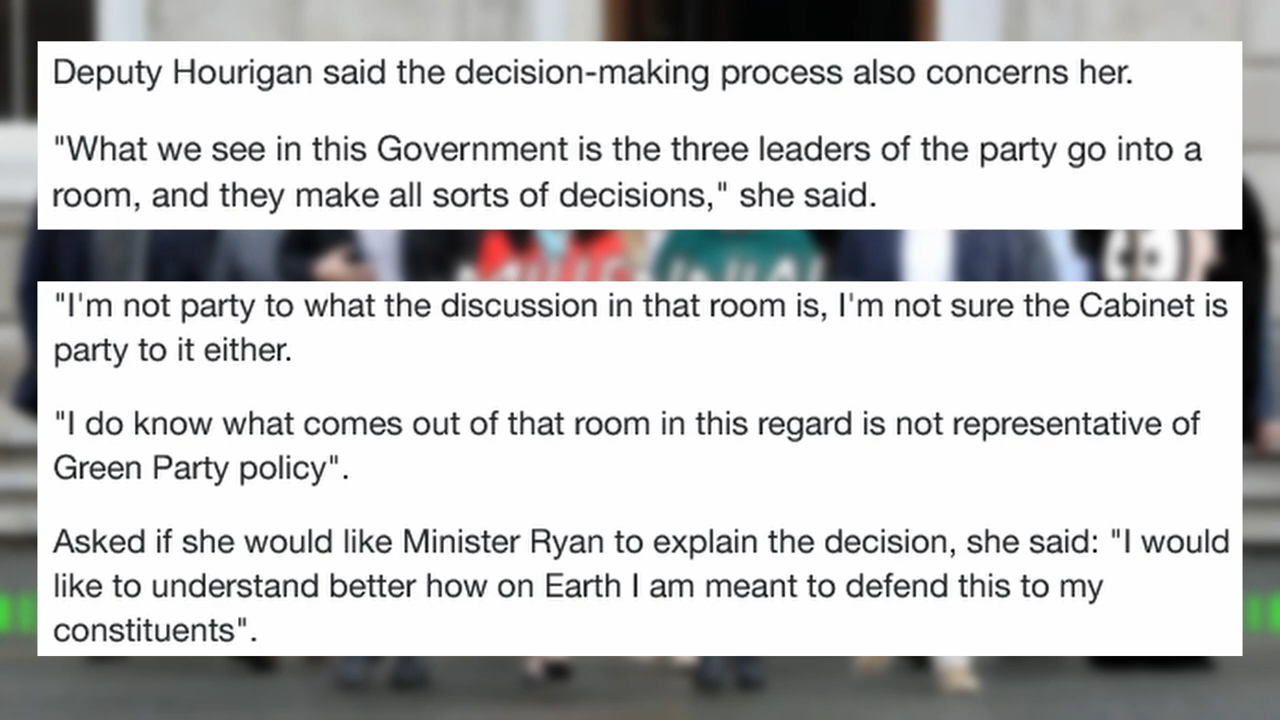 Deputy Hourigan said the decision-making process also concerns her.
"What we see in this Government is the three leaders of the party go into a
room, and they make all sorts of decisions," she said.
"I'm not party to what the discussion in that room is, I'm not sure the Cabinet is
party to it either.
"I do know what comes out of that room in this regard is not representative of
Green Party policy".
Asked if she would like Minister Ryan to explain the decision, she said: "I would
like to understand better how on Earth I am meant to defend this to my
constituents".